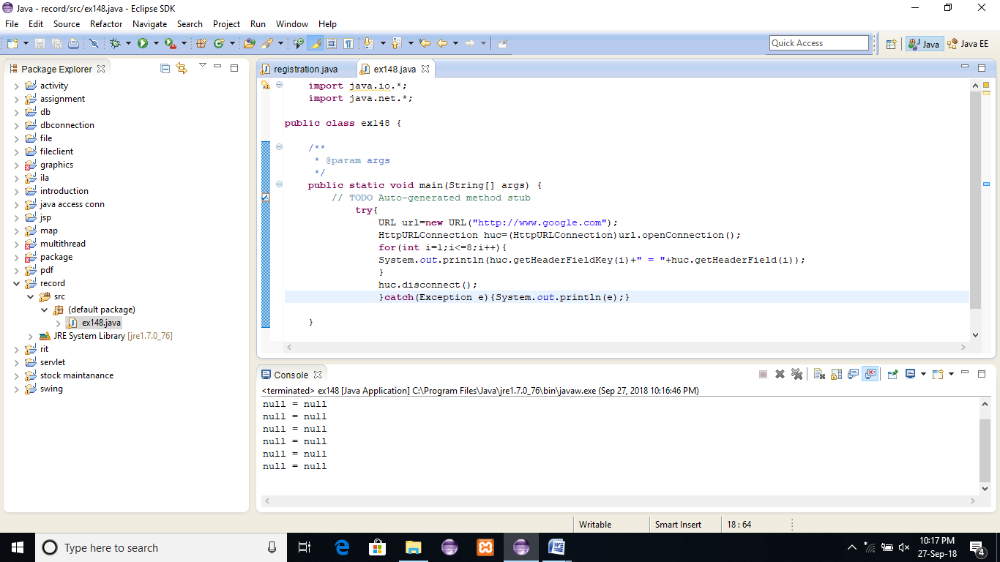 Java - record/src/ex148.java - Eclipse SDK
File Edit Source Refactor Navigate Search Project Run Window Help
Quick Access Java Java EE
Package Explorer
activity
assignment
db
dbconnection
file
fileclient
graphics
ila
introduction
java access conn
jsp
map
multithread
package
pdf
record
src
(default package)
ex148.java
JRE System Library [jre1.7.0_76]
rit
servlet
stock maintanance
swing
registration.java ex148.java
import java.io.*;
import java.net.*;
public class ex148 {
/**
* @param args
*/
public static void main(String[] args) {
// TODO Auto-generated method stub
try{
URL url=new URL("http://www.google.com");
HttpURLConnection huc=(HttpURLConnection)url.openConnection();
for(int i=1;i<=8;i++){
System.out.println(huc.getHeaderFieldKey(i)+" = "+huc.getHeaderField(i));
}
huc.disconnect();
}catch(Exception e){System.out.println(e);}
}
Console
<terminated> ex148 [Java Application] C:\Program Files\Java\jre1.7.0_76\bin\javaw.exe (Sep 27, 2018 10:16:46 PM)
null = null
null = null
null = null
null = null
null = null
null = null
Writable Smart Insert 18 : 64
Type here to search
10:17 PM
27-Sep-18
4